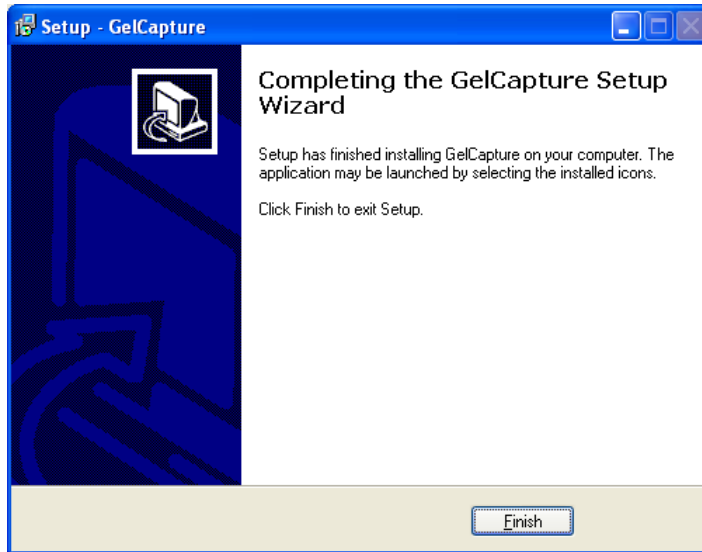 Setup - GelCapture
Completing the GelCapture Setup
Wizard
Setup has finished installing GelCapture on your computer. The
application may be launched by selecting the installed icons.
Click Finish to exit Setup.
Finish